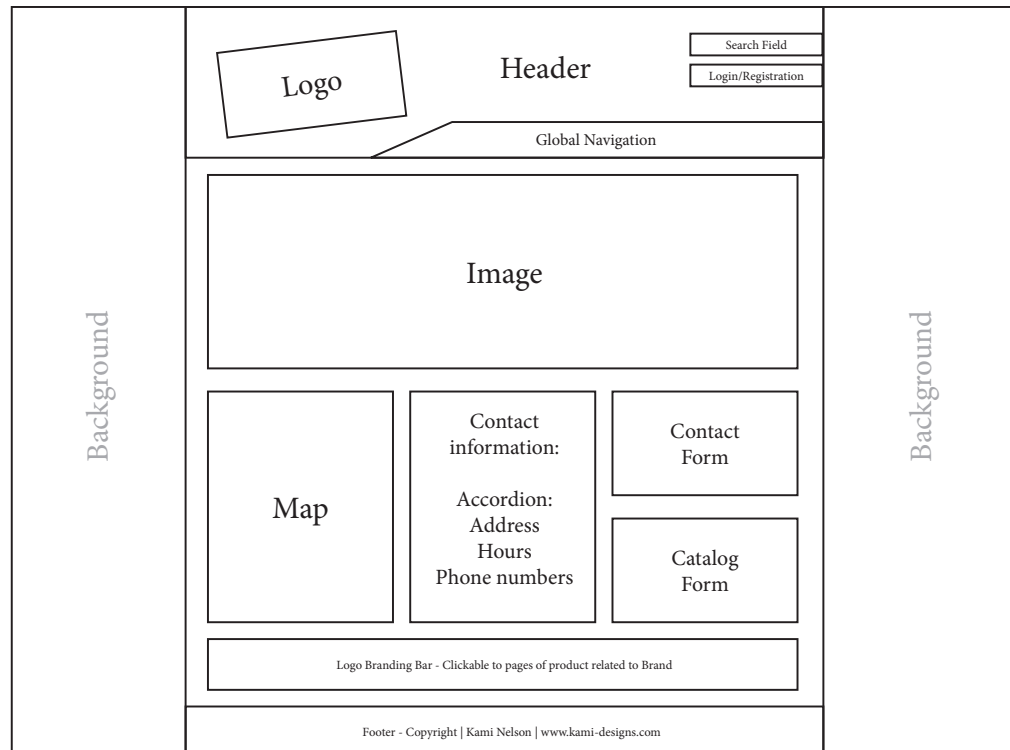 Search Field
Logo
Header
Login/Registration
Global Navigation
Image
Background
Background
Map
Contact
information:
Accordion:
Address
Hours
Phone numbers
Contact
Form
Catalog
Form
Logo Branding Bar - Clickable to pages of product related to Brand
Footer - Copyright | Kami Nelson | www.kami-designs.com